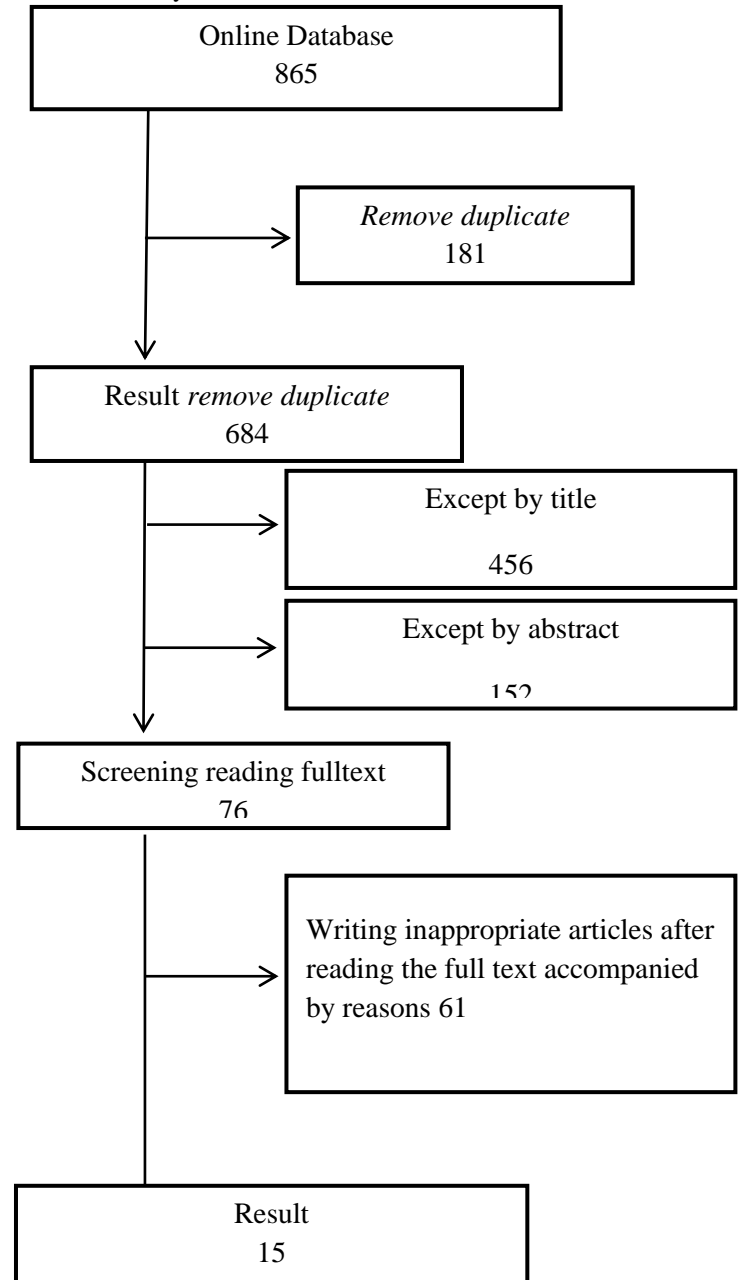 Online Database
865
Remove duplicate
181
Result remove duplicate
684
Except by title
456
Except by abstract
152
Screening reading fulltext
76
Writing inappropriate articles after
reading the full text accompanied
by reasons 61
Result
15